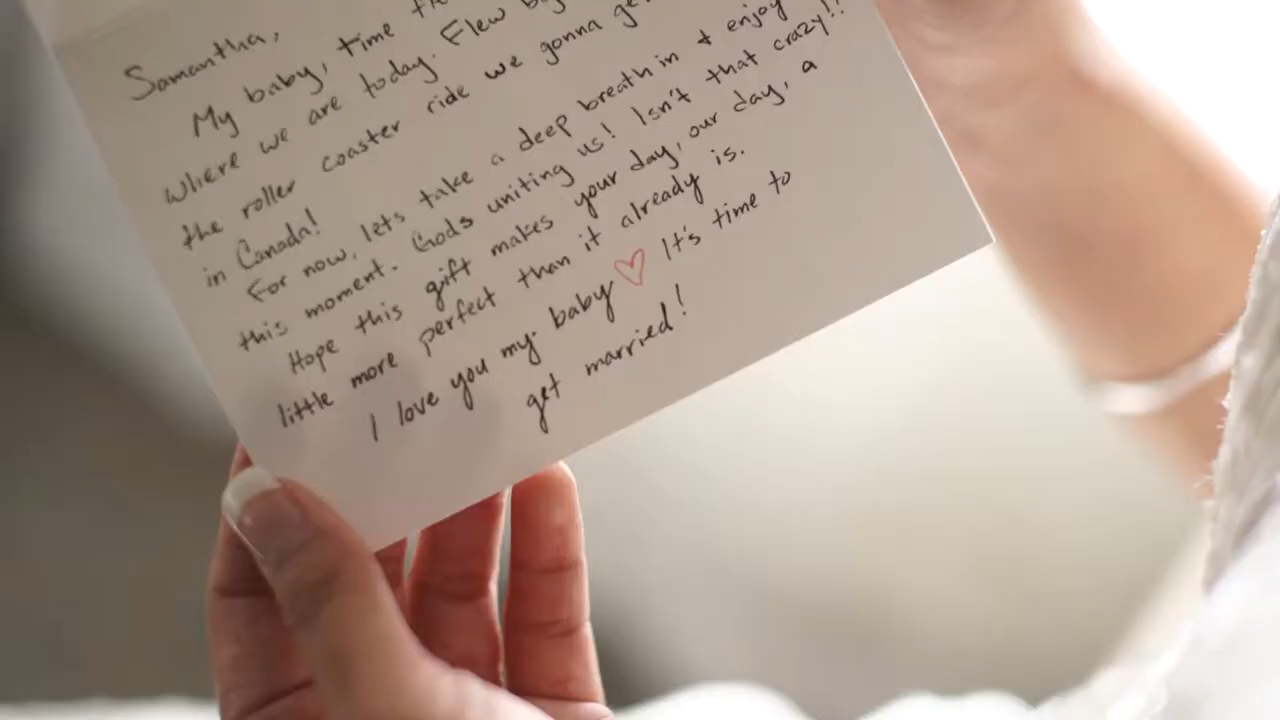 Samantha,
My baby, time
where we are today. Flew
the roller coaster ride we gonna
in Canada!
For now, lets take a deep breath in + enjoy
this moment. Gods uniting us! Isn't that crazy!!
Hope this gift makes your day, our day, a
little more perfect than it already is.
I love you my baby ♡ It's time to
get married!